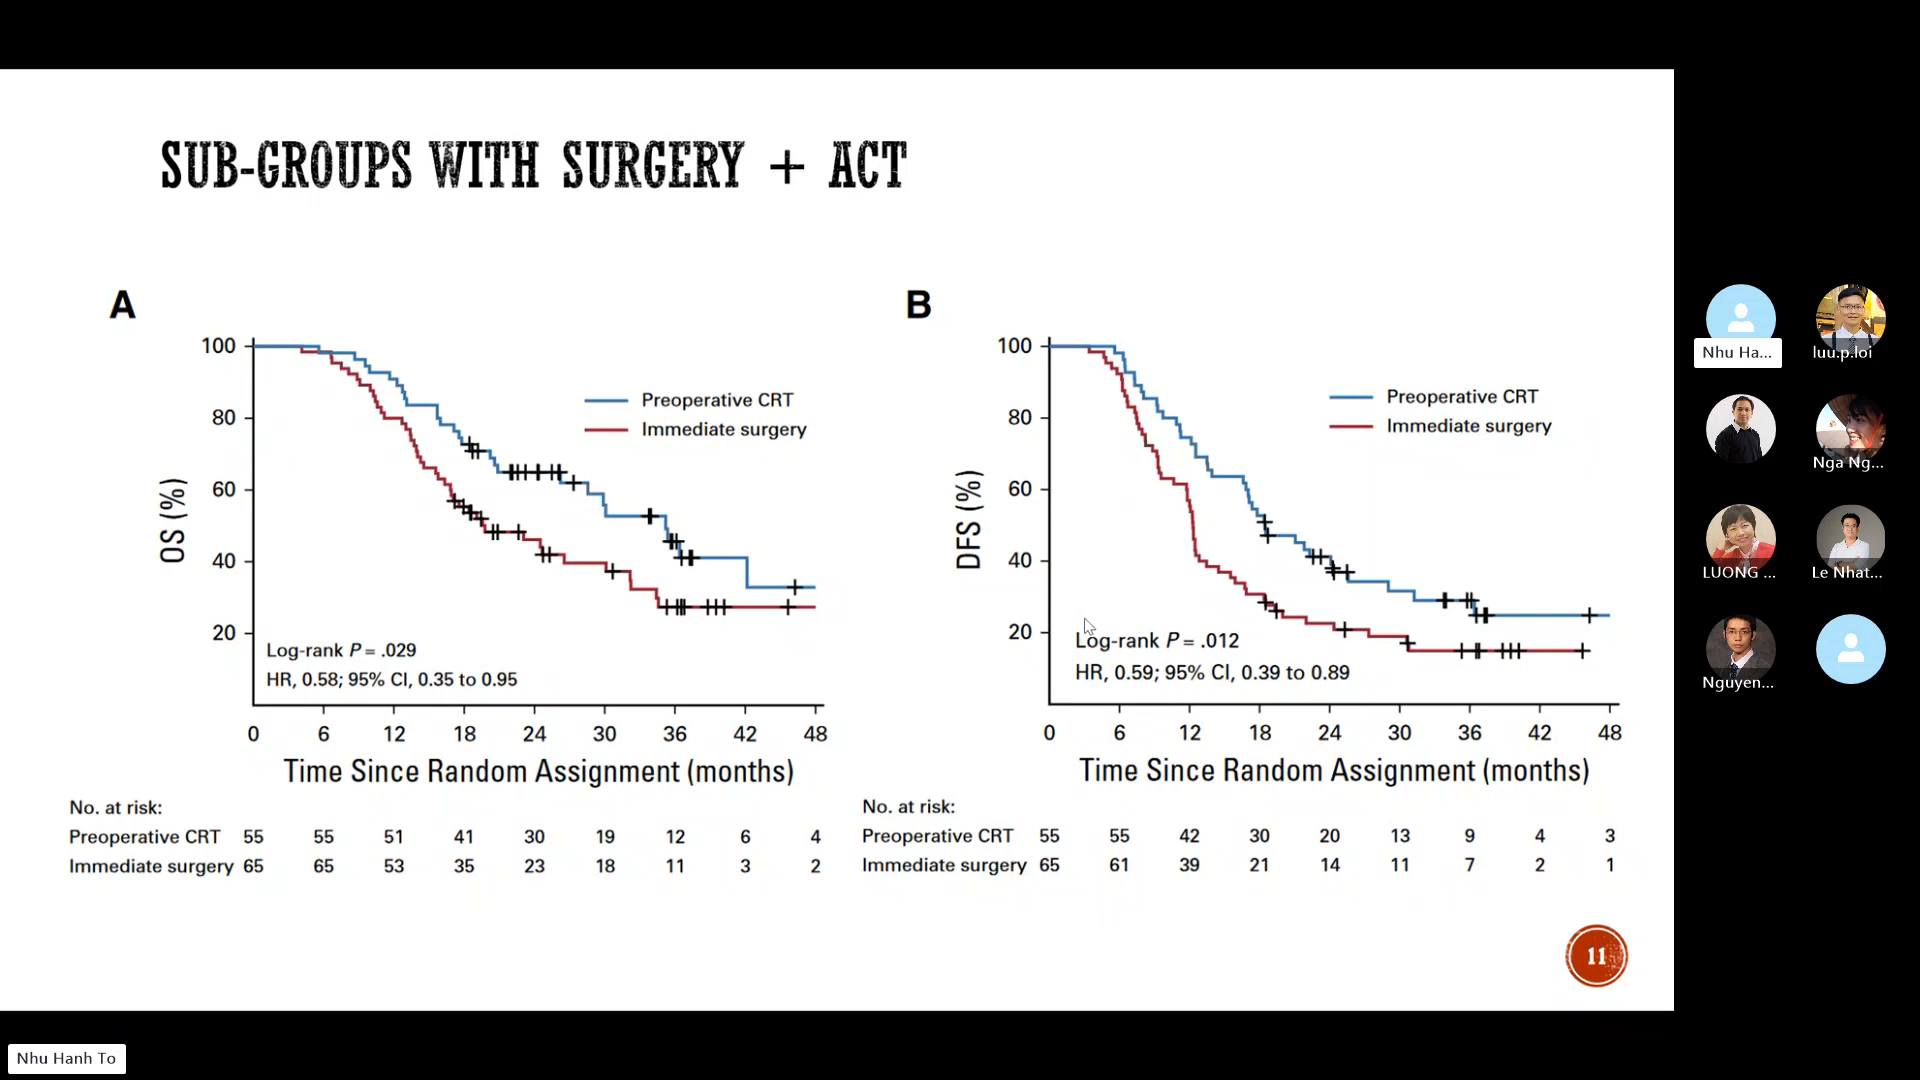 SUB-GROUPS WITH SURGERY + ACT
A
OS (%)
100
80
60
40
20
Preoperative CRT
Immediate surgery
Log-rank P = .029
HR, 0.58; 95% CI, 0.35 to 0.95
0 6 12 18 24 30 36 42 48
Time Since Random Assignment (months)
No. at risk:
Preoperative CRT 55 55 51 41 30 19 12 6 4
Immediate surgery 65 65 53 35 23 18 11 3 2
B
DFS (%)
100
80
60
40
20
Preoperative CRT
Immediate surgery
Log-rank P = .012
HR, 0.59; 95% CI, 0.39 to 0.89
0 6 12 18 24 30 36 42 48
Time Since Random Assignment (months)
No. at risk:
Preoperative CRT 55 55 42 30 20 13 9 4 3
Immediate surgery 65 61 39 21 14 11 7 2 1
11
Nhu Ha...
luu.p.loi
Nga Ng...
LUONG ...
Le Nhat...
Nguyen...
Nhu Hanh To